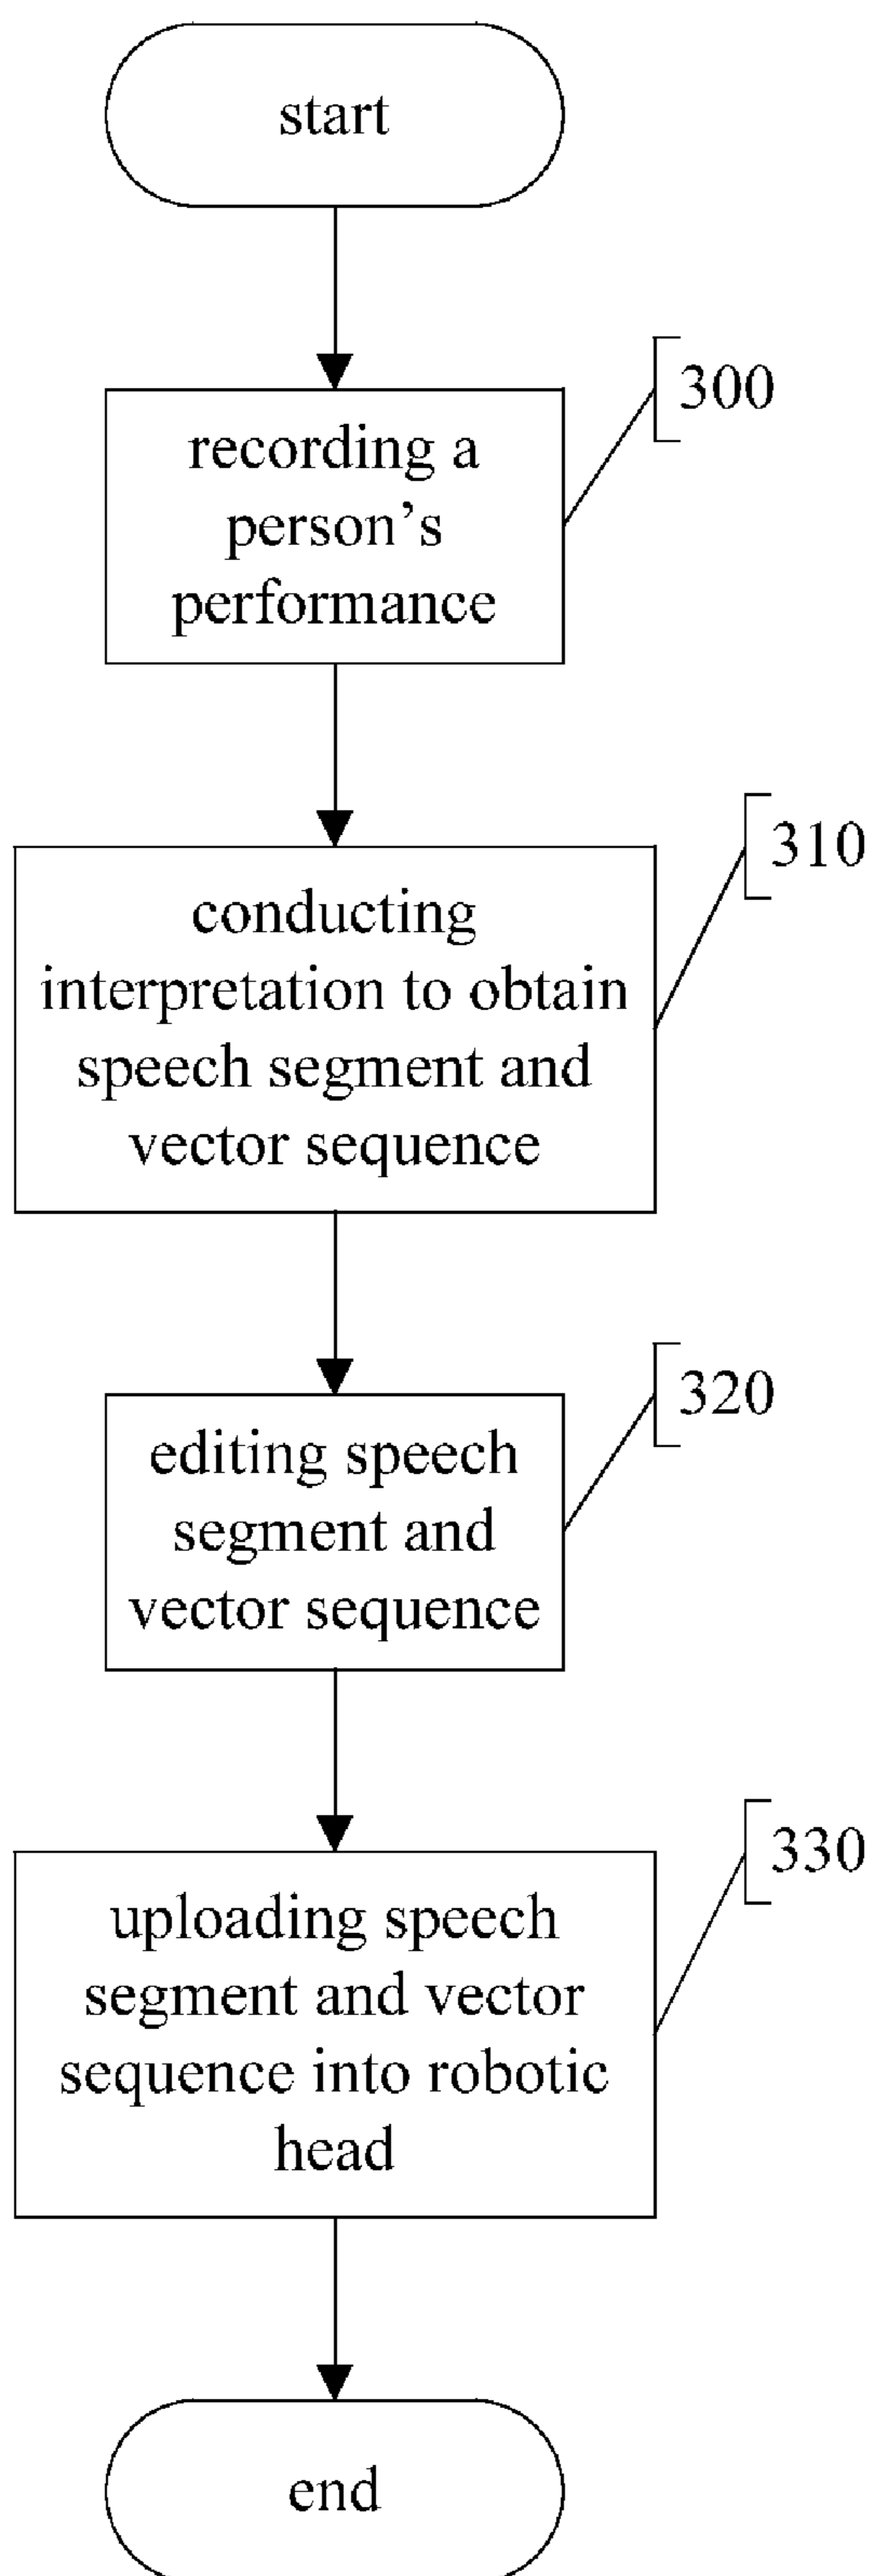 start
300
recording a
person’s
performance
310
conducting
interpretation to obtain
speech segment and
vector sequence
320
editing speech
segment and
vector sequence
330
uploading speech
segment and vector
sequence into robotic
head
end